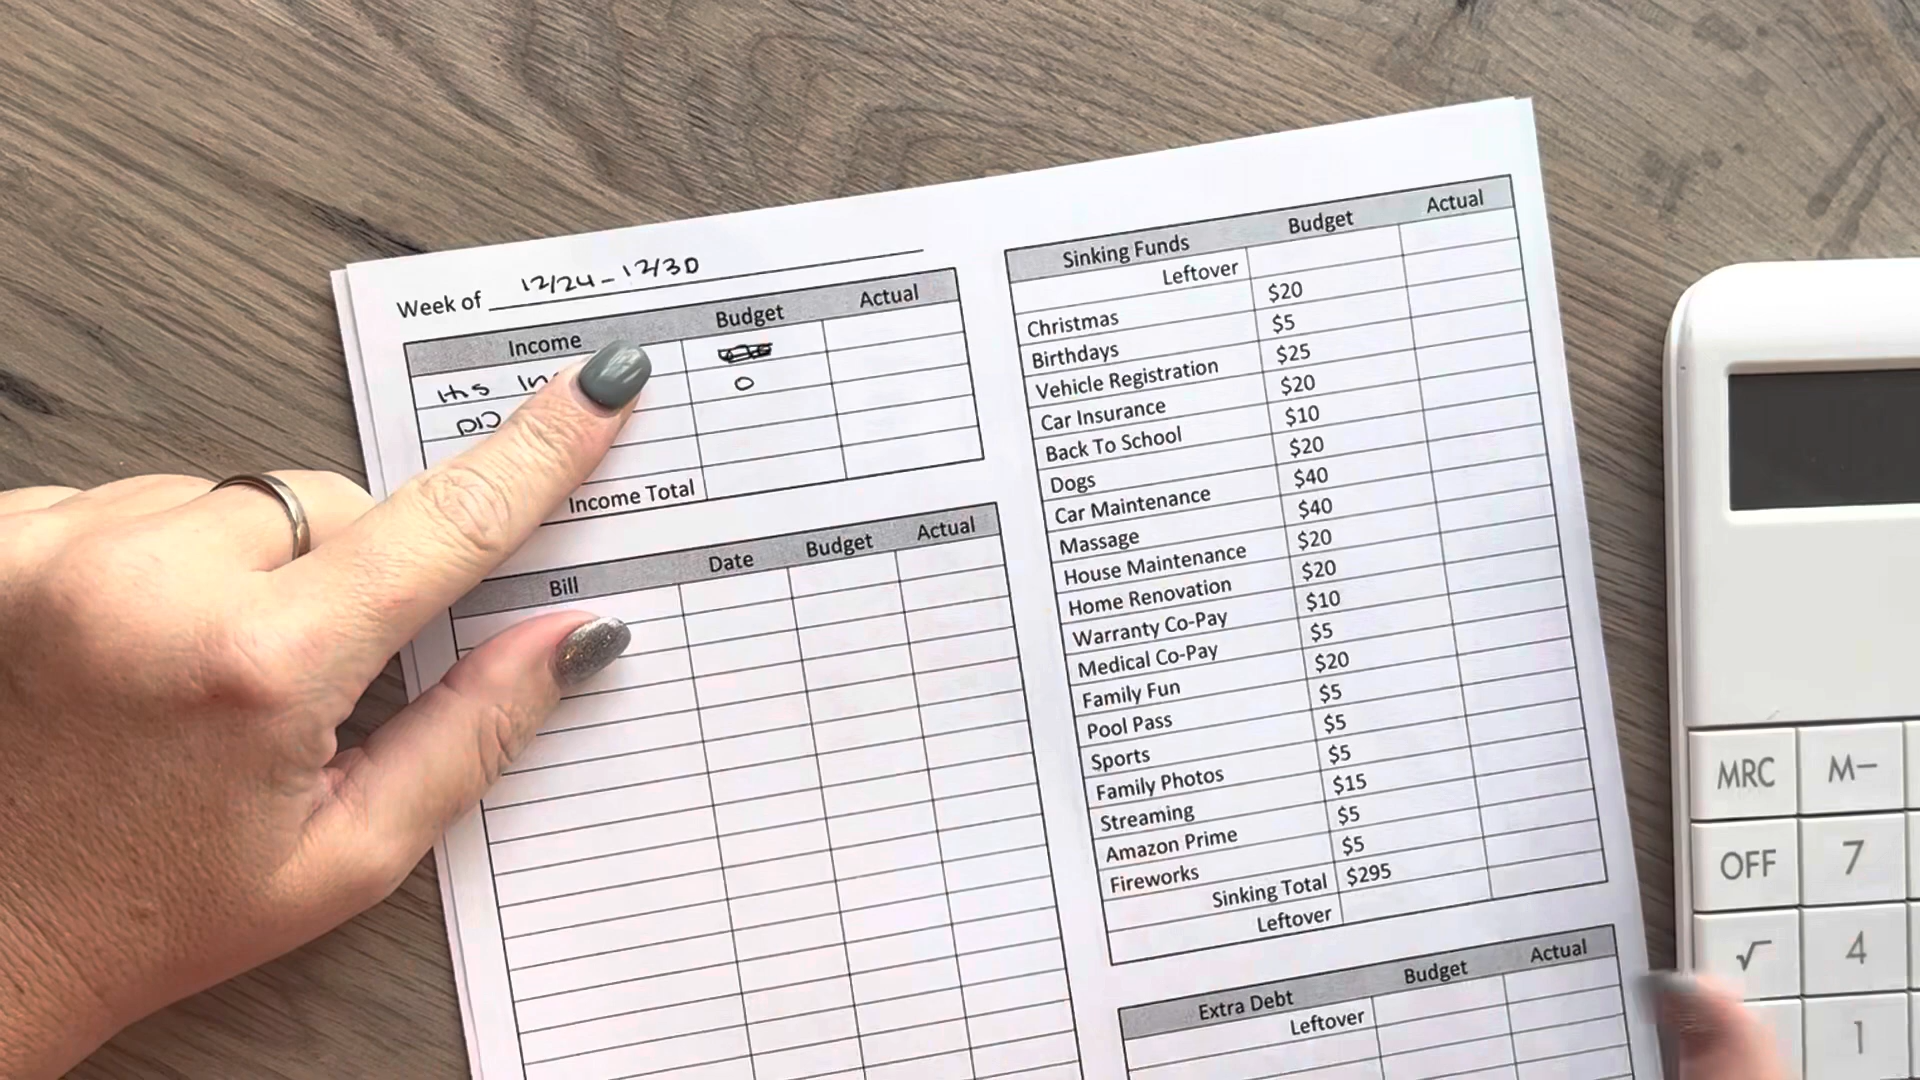 Week of 12/24 - 12/30
Income Budget Actual
His
0
Income Total
Bill Date Budget Actual
Sinking Funds Budget Actual
Leftover
Christmas $20
Birthdays $5
Vehicle Registration $25
Car Insurance $20
Back To School $10
Dogs $20
Car Maintenance $40
Massage $40
House Maintenance $20
Home Renovation $20
Warranty Co-Pay $10
Medical Co-Pay $5
Family Fun $20
Pool Pass $5
Sports $5
Family Photos $5
Streaming $15
Amazon Prime $5
Fireworks $5
Sinking Total $295
Leftover
Extra Debt Budget Actual
Leftover
MRC M−
OFF 7
√ 4
1